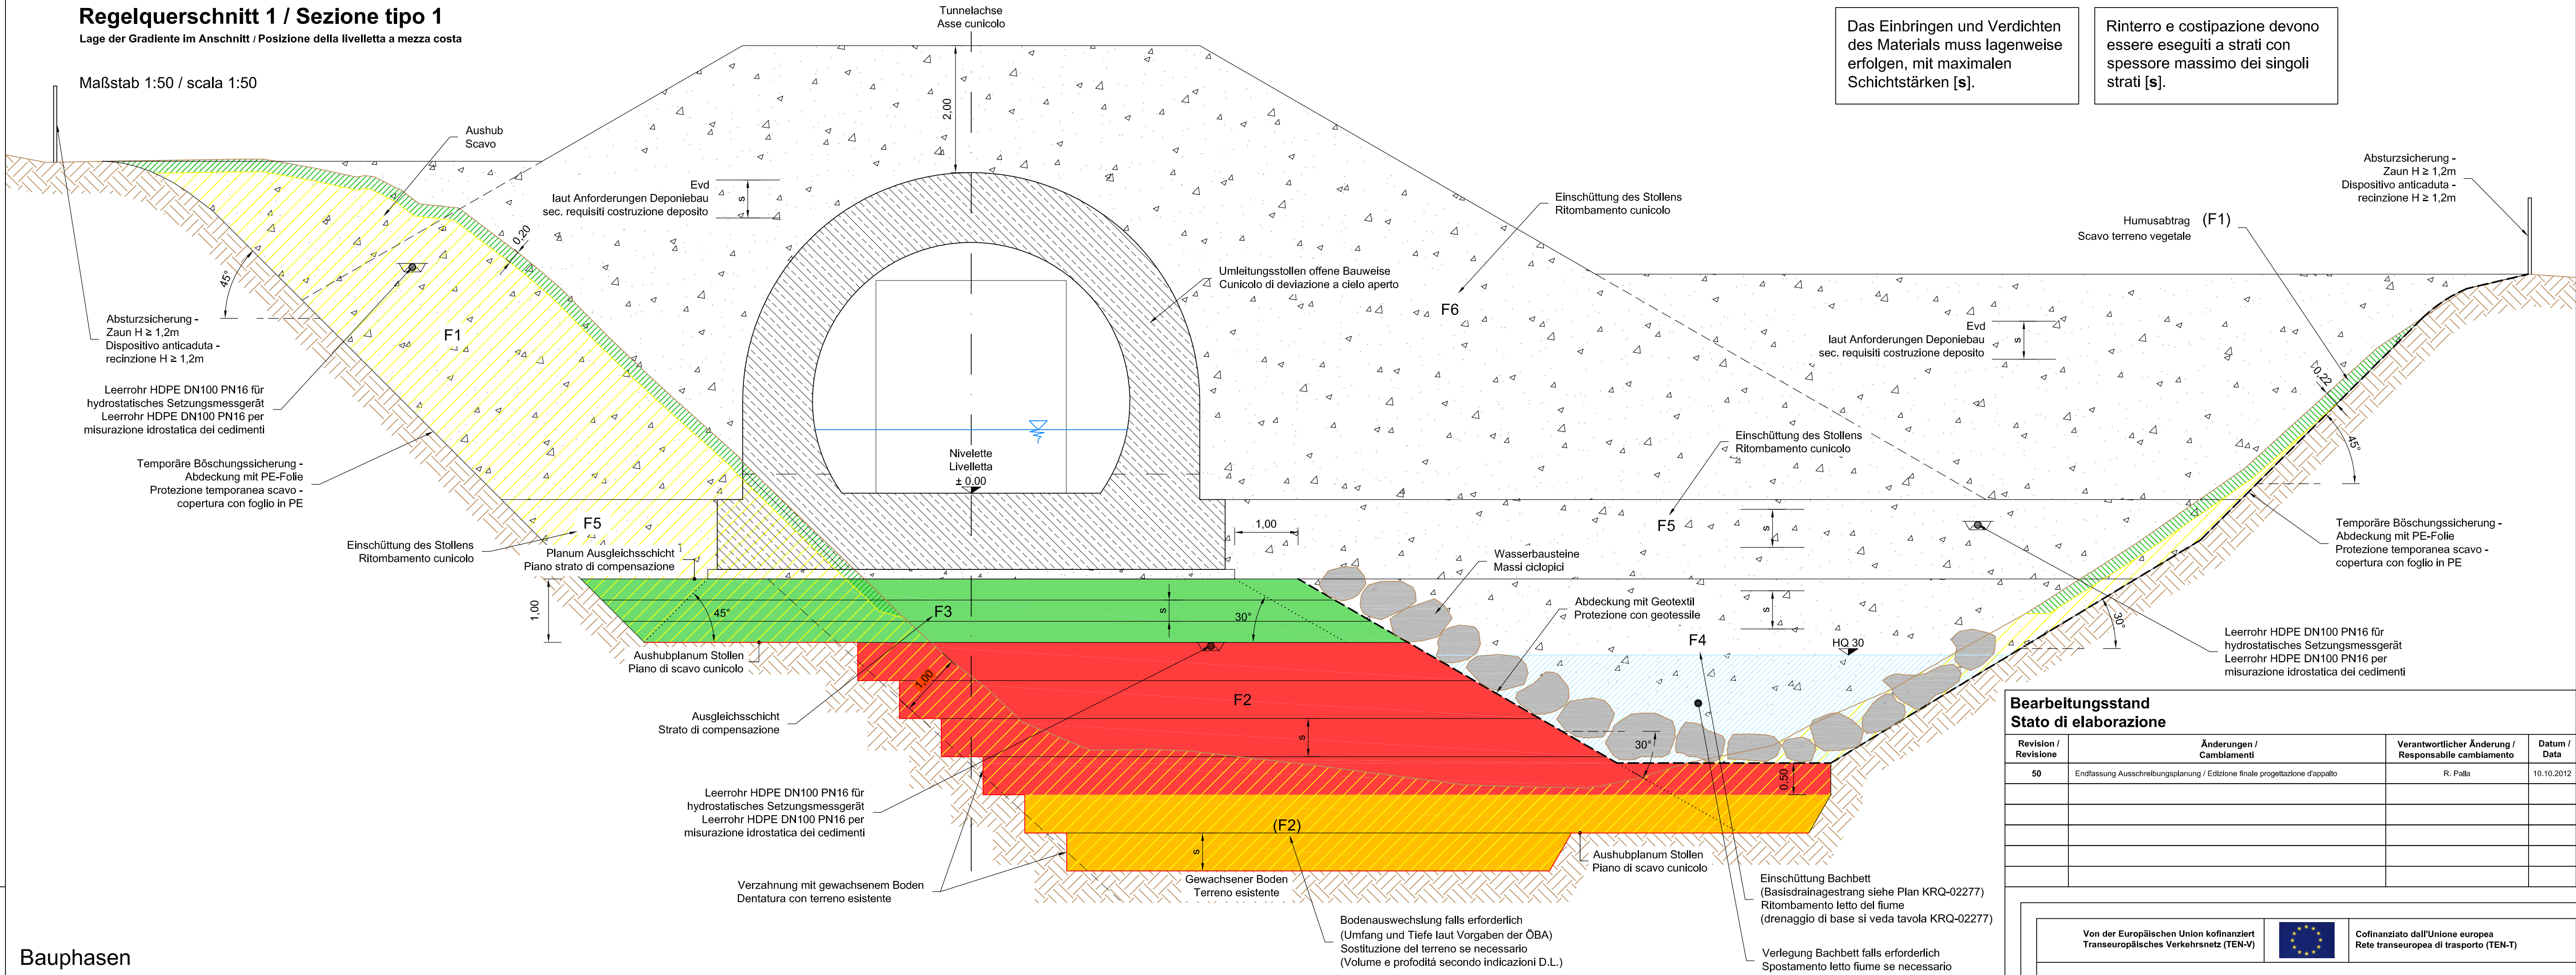 Regelquerschnitt 1 / Sezione tipo 1
Lage der Gradiente im Anschnitt / Posizione della livelletta a mezza costa
Maßstab 1:50 / scala 1:50
Tunnelachse
Asse cunicolo
Das Einbringen und Verdichten
des Materials muss lagenweise
erfolgen, mit maximalen
Schichtstärken [s].
Rinterro e costipazione devono
essere eseguiti a strati con
spessore massimo dei singoli
strati [s].
2,00
Aushub
Scavo
Evd
laut Anforderungen Deponiebau
sec. requisiti costruzione deposito
s
0,20
45°
F1
Einschüttung des Stollens
Ritombamento cunicolo
F6
Umleitungsstollen offene Bauweise
Cunicolo di deviazione a cielo aperto
Absturzsicherung -
Zaun H ≥ 1,2m
Dispositivo anticaduta -
recinzione H ≥ 1,2m
Humusabtrag (F1)
Scavo terreno vegetale
Evd
laut Anforderungen Deponiebau
sec. requisiti costruzione deposito
s
0,22
45°
Absturzsicherung -
Zaun H ≥ 1,2m
Dispositivo anticaduta -
recinzione H ≥ 1,2m
Leerrohr HDPE DN100 PN16 für
hydrostatisches Setzungsmessgerät
Leerrohr HDPE DN100 PN16 per
misurazione idrostatica dei cedimenti
Temporäre Böschungssicherung -
Abdeckung mit PE-Folie
Protezione temporanea scavo -
copertura con foglio in PE
Nivelette
Livelletta
± 0.00
Einschüttung des Stollens
Ritombamento cunicolo
F5
s
1,00
F5
Einschüttung des Stollens
Ritombamento cunicolo
Planum Ausgleichsschicht
Piano strato di compensazione
Wasserbausteine
Massi ciclopici
Temporäre Böschungssicherung -
Abdeckung mit PE-Folie
Protezione temporanea scavo -
copertura con foglio in PE
1,00
45°
F3
s
30°
Abdeckung mit Geotextil
Protezione con geotessile
s
F4
HQ 30
30°
Aushubplanum Stollen
Piano di scavo cunicolo
1,00
F2
s
Ausgleichsschicht
Strato di compensazione
30°
0,50
Leerrohr HDPE DN100 PN16 für
hydrostatisches Setzungsmessgerät
Leerrohr HDPE DN100 PN16 per
misurazione idrostatica dei cedimenti
Leerrohr HDPE DN100 PN16 für
hydrostatisches Setzungsmessgerät
Leerrohr HDPE DN100 PN16 per
misurazione idrostatica dei cedimenti
(F2)
s
Gewachsener Boden
Terreno esistente
Aushubplanum Stollen
Piano di scavo cunicolo
Verzahnung mit gewachsenem Boden
Dentatura con terreno esistente
Einschüttung Bachbett
(Basisdrainagestrang siehe Plan KRQ-02277)
Ritombamento letto del fiume
(drenaggio di base si veda tavola KRQ-02277)
Bodenauswechslung falls erforderlich
(Umfang und Tiefe laut Vorgaben der ÖBA)
Sostituzione del terreno se necessario
(Volume e profoditá secondo indicazioni D.L.)
Verlegung Bachbett falls erforderlich
Spostamento letto fiume se necessario
Bauphasen
Bearbeitungsstand
Stato di elaborazione
Revision / Revisione
Änderungen / Cambiamenti
Verantwortlicher Änderung / Responsabile cambiamento
Datum / Data
50 Endfassung Ausschreibungsplanung / Edizione finale progettazione d'appalto R. Palla 10.10.2012
Von der Europäischen Union kofinanziert
Transeuropäisches Verkehrsnetz (TEN-V)
Cofinanziato dall'Unione europea
Rete transeuropea di trasporto (TEN-T)